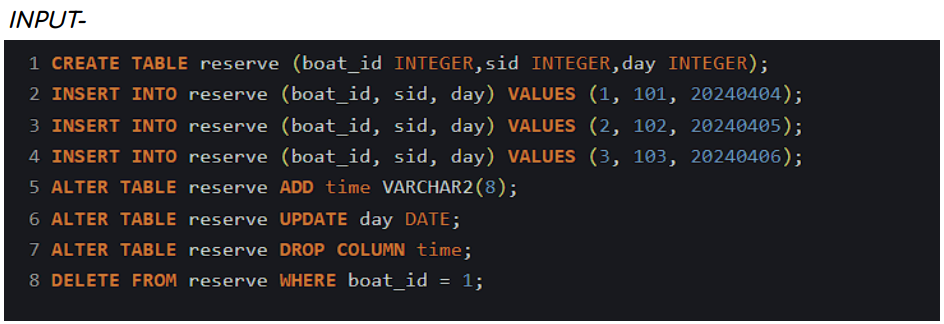 INPUT-
1 CREATE TABLE reserve (boat_id INTEGER,sid INTEGER,day INTEGER);
2 INSERT INTO reserve (boat_id, sid, day) VALUES (1, 101, 20240404);
3 INSERT INTO reserve (boat_id, sid, day) VALUES (2, 102, 20240405);
4 INSERT INTO reserve (boat_id, sid, day) VALUES (3, 103, 20240406);
5 ALTER TABLE reserve ADD time VARCHAR2(8);
6 ALTER TABLE reserve UPDATE day DATE;
7 ALTER TABLE reserve DROP COLUMN time;
8 DELETE FROM reserve WHERE boat_id = 1;